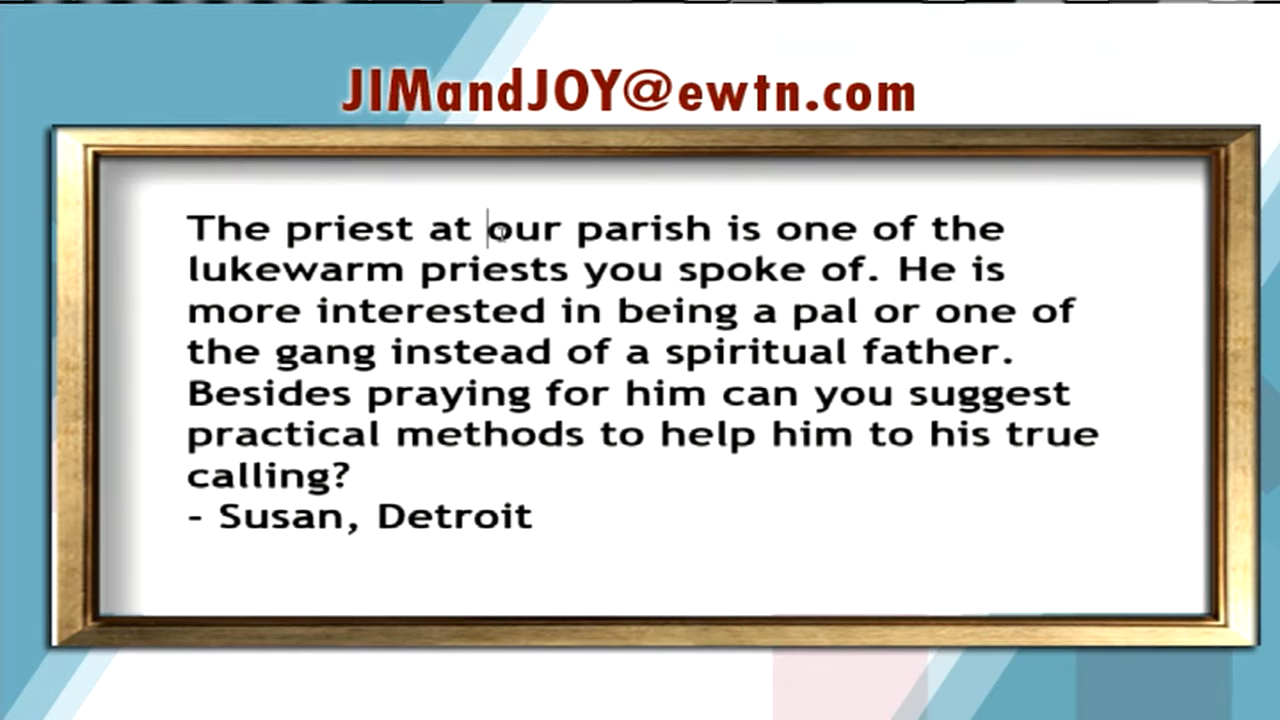 JIMandJOY@ewtn.com
The priest at our parish is one of the
lukewarm priests you spoke of. He is
more interested in being a pal or one of
the gang instead of a spiritual father.
Besides praying for him can you suggest
practical methods to help him to his true
calling?
- Susan, Detroit